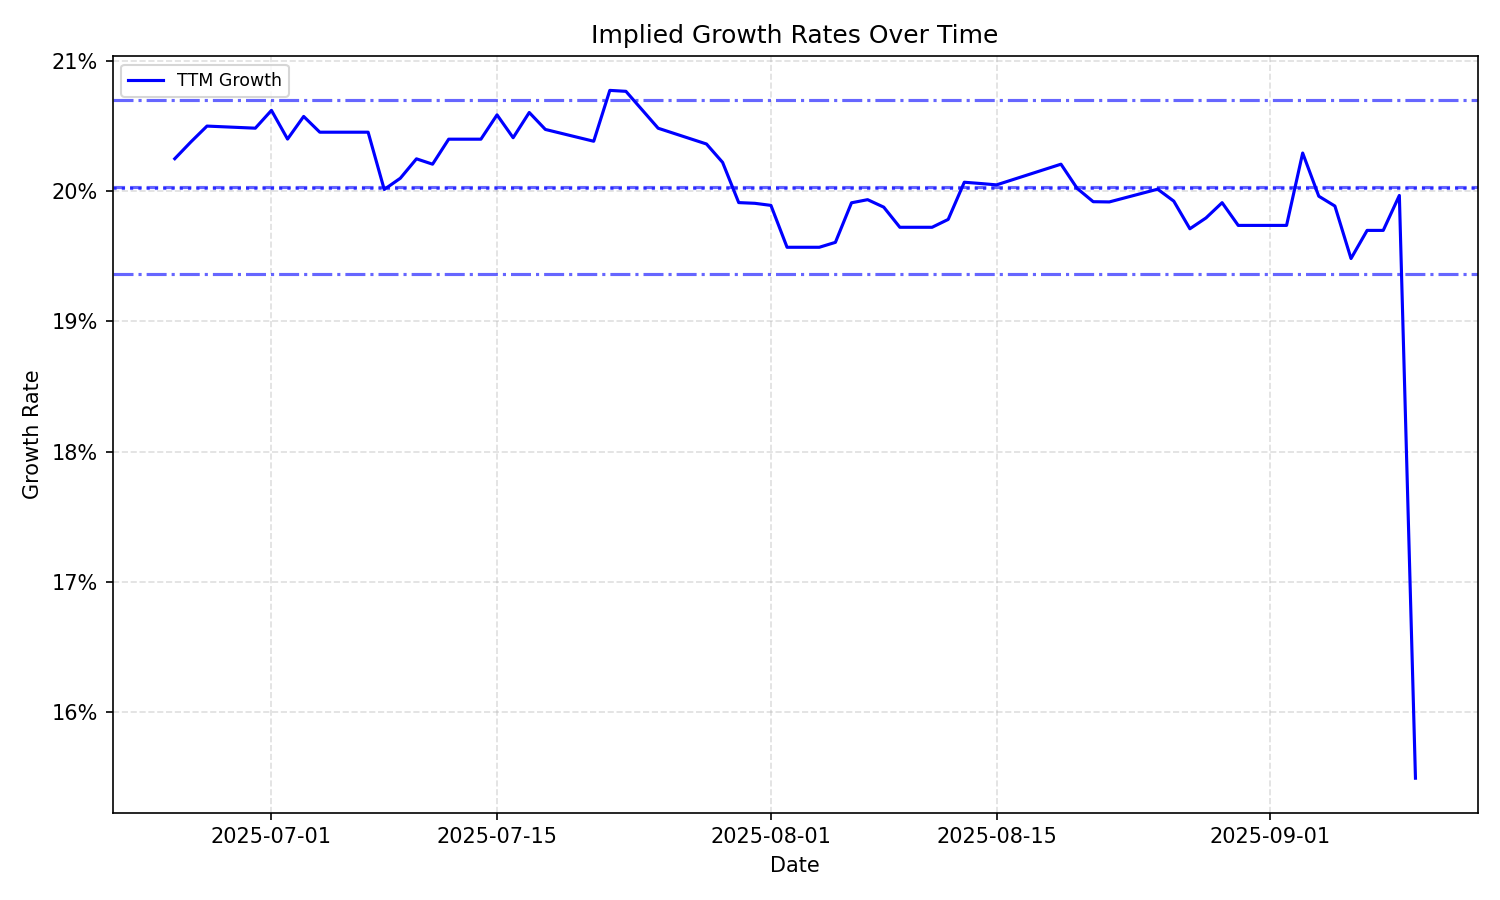 Implied Growth Rates Over Time
TTM Growth
21%
20%
19%
18%
17%
16%
Growth Rate
2025-07-01
2025-07-15
2025-08-01
2025-08-15
2025-09-01
Date